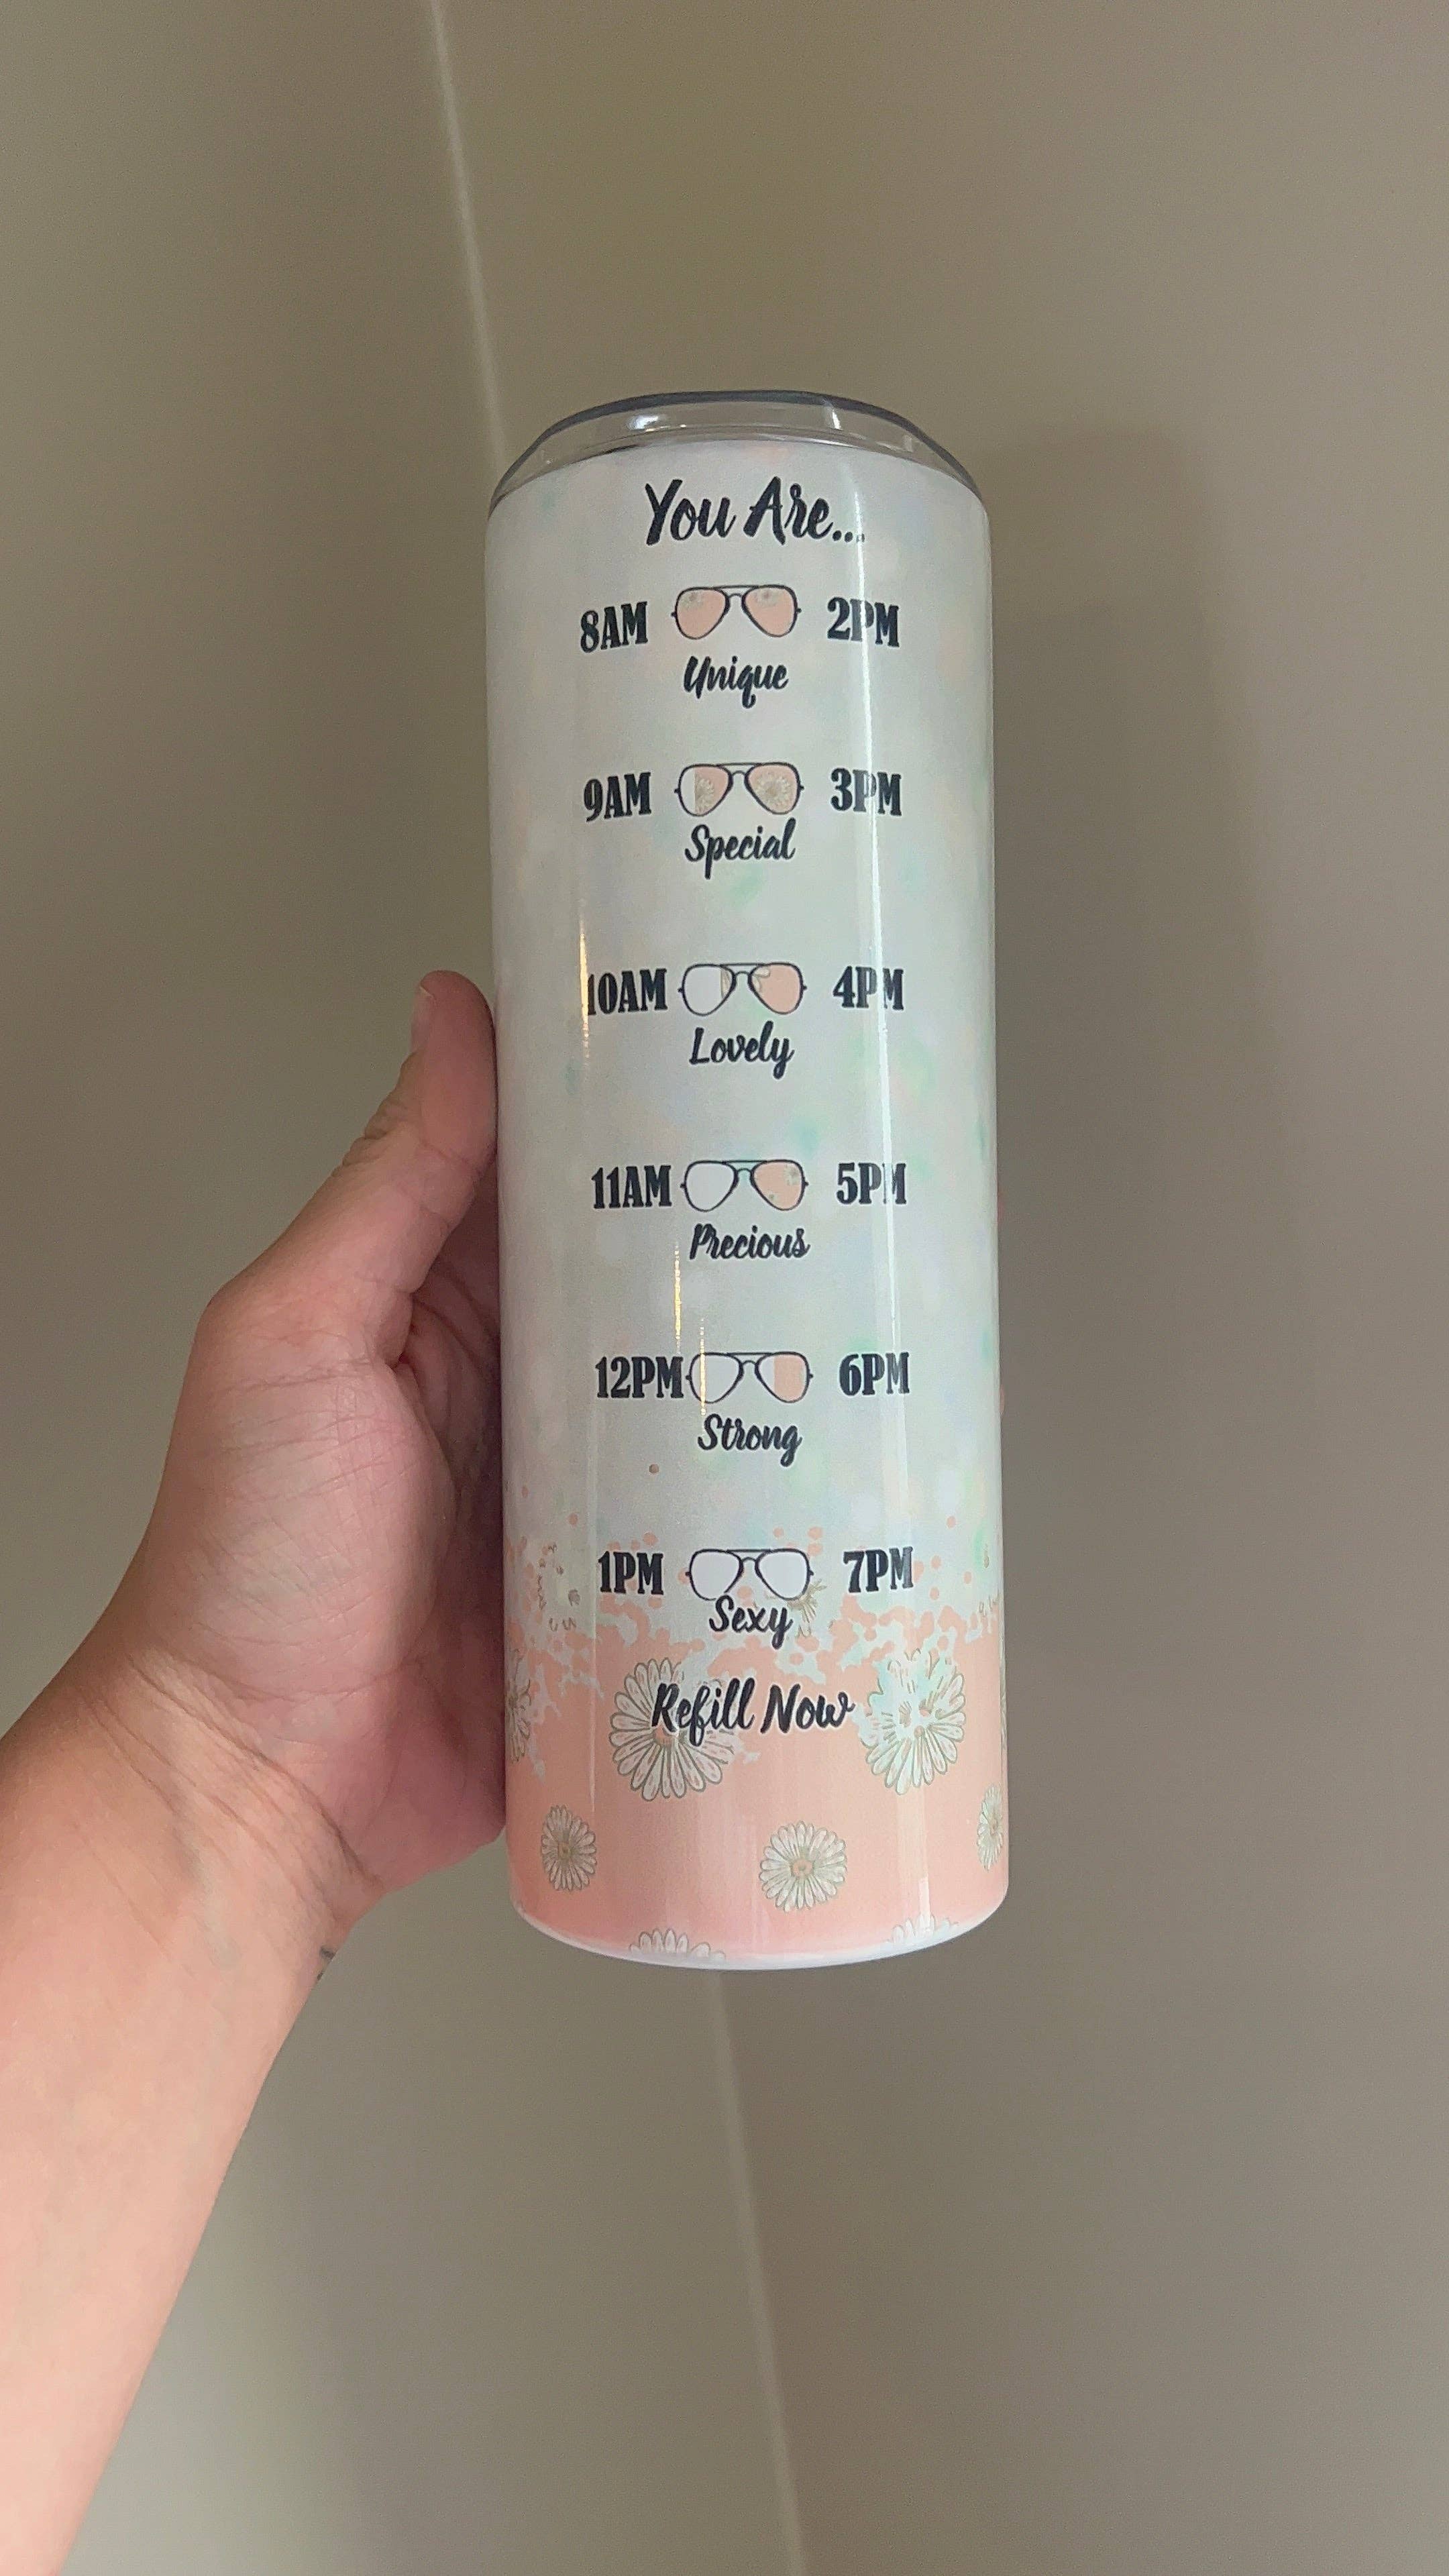 You Are...
8AM 2PM
Unique
9AM 3PM
Special
10AM 4PM
Lovely
11AM 5PM
Precious
12PM 6PM
Strong
1PM 7PM
Sexy
Refill Now